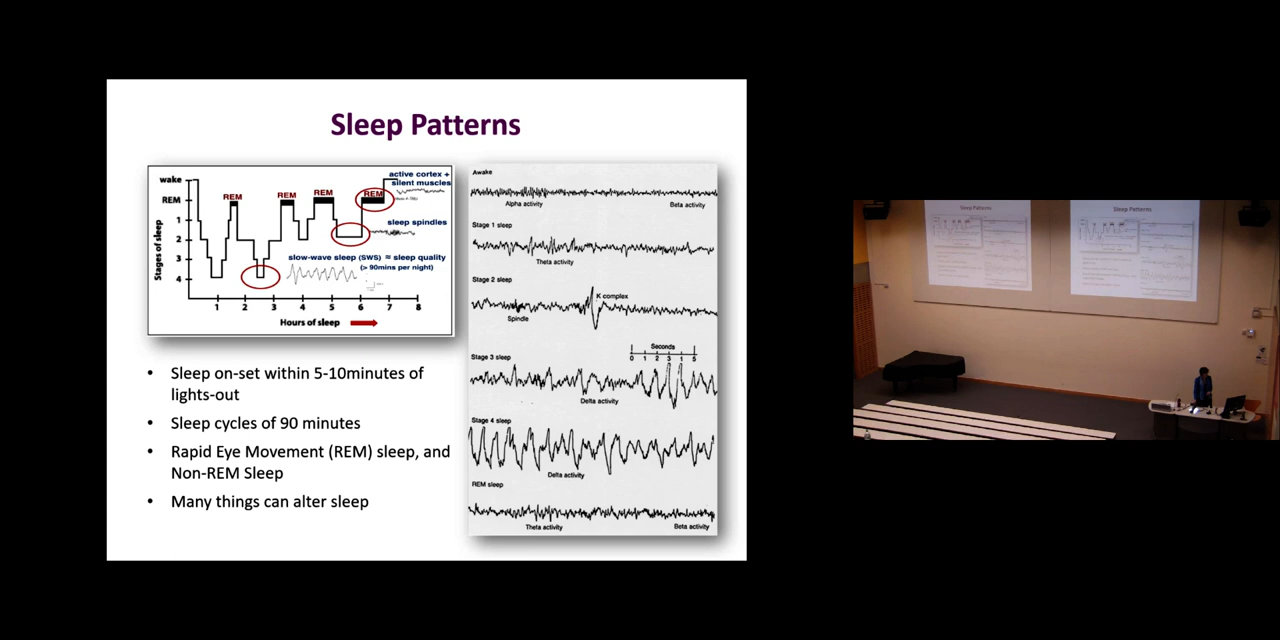 Sleep Patterns
wake
REM
1
2
3
4
Stages of sleep
REM
REM
REM
REM
active cortex +
silent muscles
sleep spindles
slow-wave sleep (SWS) ≈ sleep quality
(> 90mins per night)
1 2 3 4 5 6 7 8
Hours of sleep
• Sleep on-set within 5-10minutes of
lights-out
• Sleep cycles of 90 minutes
• Rapid Eye Movement (REM) sleep, and
Non-REM Sleep
• Many things can alter sleep
Awake
Alpha activity Beta activity
Stage 1 sleep
Theta activity
Stage 2 sleep
K complex
Spindle
Seconds
0 1 2 3 4 5
Stage 3 sleep
Delta activity
Stage 4 sleep
Delta activity
REM sleep
Theta activity Beta activity
Sleep Patterns
Sleep Patterns